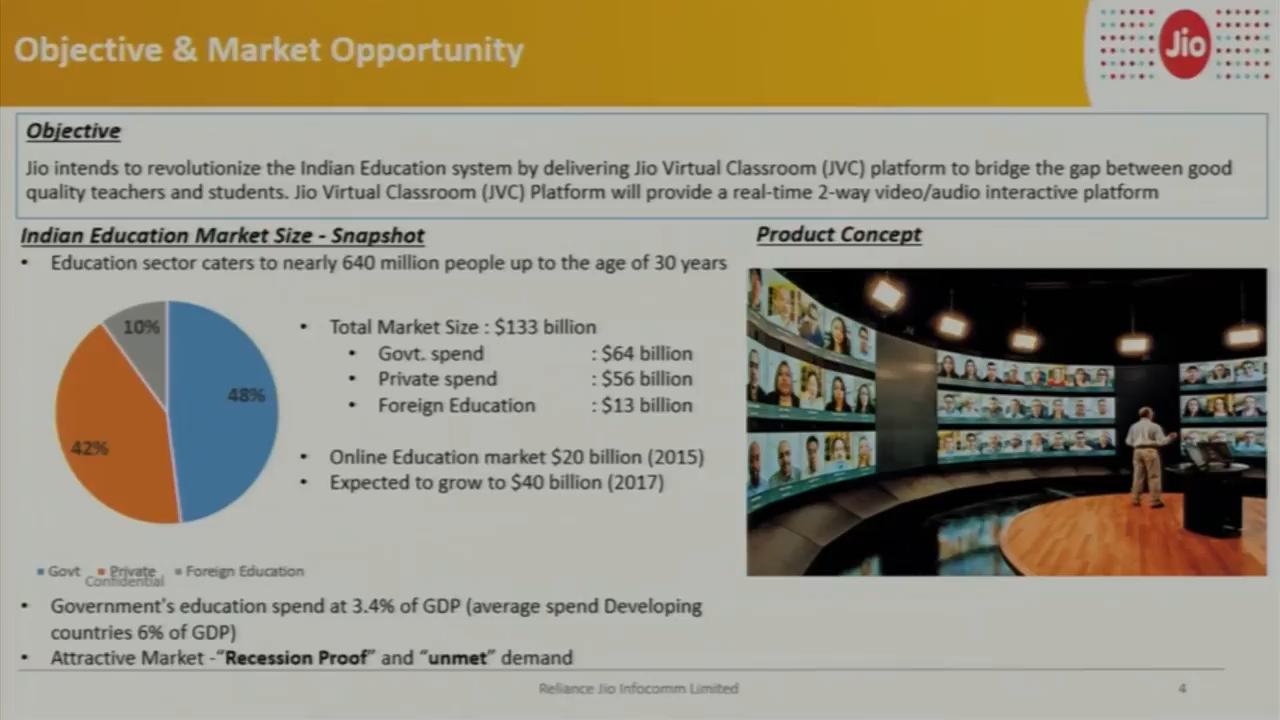 Objective & Market Opportunity
Jio
Objective
Jio intends to revolutionize the Indian Education system by delivering Jio Virtual Classroom (JVC) platform to bridge the gap between good
quality teachers and students. Jio Virtual Classroom (JVC) Platform will provide a real-time 2-way video/audio interactive platform
Indian Education Market Size - Snapshot
• Education sector caters to nearly 640 million people up to the age of 30 years
10%
48%
42%
• Total Market Size : $133 billion
• Govt. spend : $64 billion
• Private spend : $56 billion
• Foreign Education : $13 billion
• Online Education market $20 billion (2015)
• Expected to grow to $40 billion (2017)
Govt Private Foreign Education
Confidential
• Government's education spend at 3.4% of GDP (average spend Developing
countries 6% of GDP)
• Attractive Market -“Recession Proof” and “unmet” demand
Product Concept
Reliance Jio Infocomm Limited
4